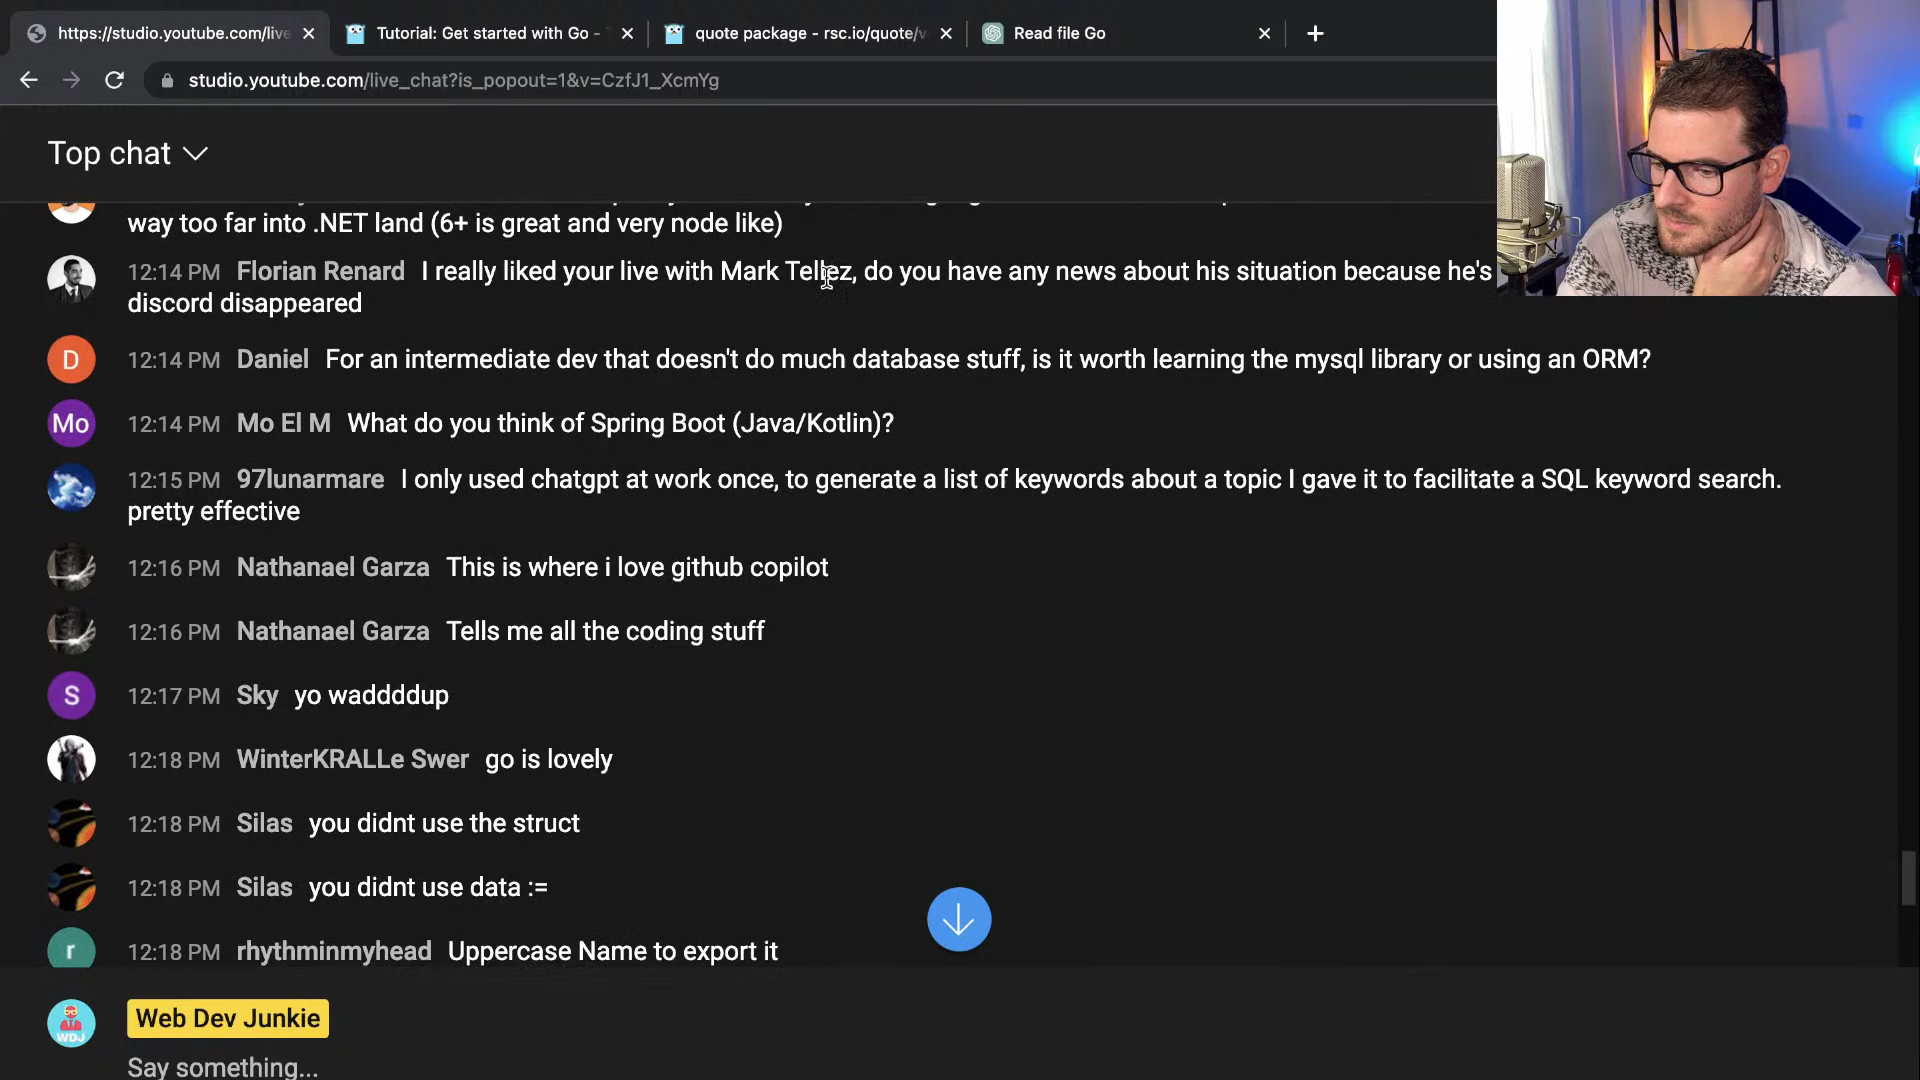 https://studio.youtube.com/live
Tutorial: Get started with Go -
quote package - rsc.io/quote/v
Read file Go
studio.youtube.com/live_chat?is_popout=1&v=CzfJ1_XcmYg
Top chat
way too far into .NET land (6+ is great and very node like)
12:14 PM Florian Renard I really liked your live with Mark Tellez, do you have any news about his situation because he's
discord disappeared
D 12:14 PM Daniel For an intermediate dev that doesn't do much database stuff, is it worth learning the mysql library or using an ORM?
Mo 12:14 PM Mo El M What do you think of Spring Boot (Java/Kotlin)?
12:15 PM 97lunarmare I only used chatgpt at work once, to generate a list of keywords about a topic I gave it to facilitate a SQL keyword search.
pretty effective
12:16 PM Nathanael Garza This is where i love github copilot
12:16 PM Nathanael Garza Tells me all the coding stuff
S 12:17 PM Sky yo waddddup
12:18 PM WinterKRALLe Swer go is lovely
12:18 PM Silas you didnt use the struct
12:18 PM Silas you didnt use data :=
r 12:18 PM rhythminmyhead Uppercase Name to export it
WDJ Web Dev Junkie
Say something...